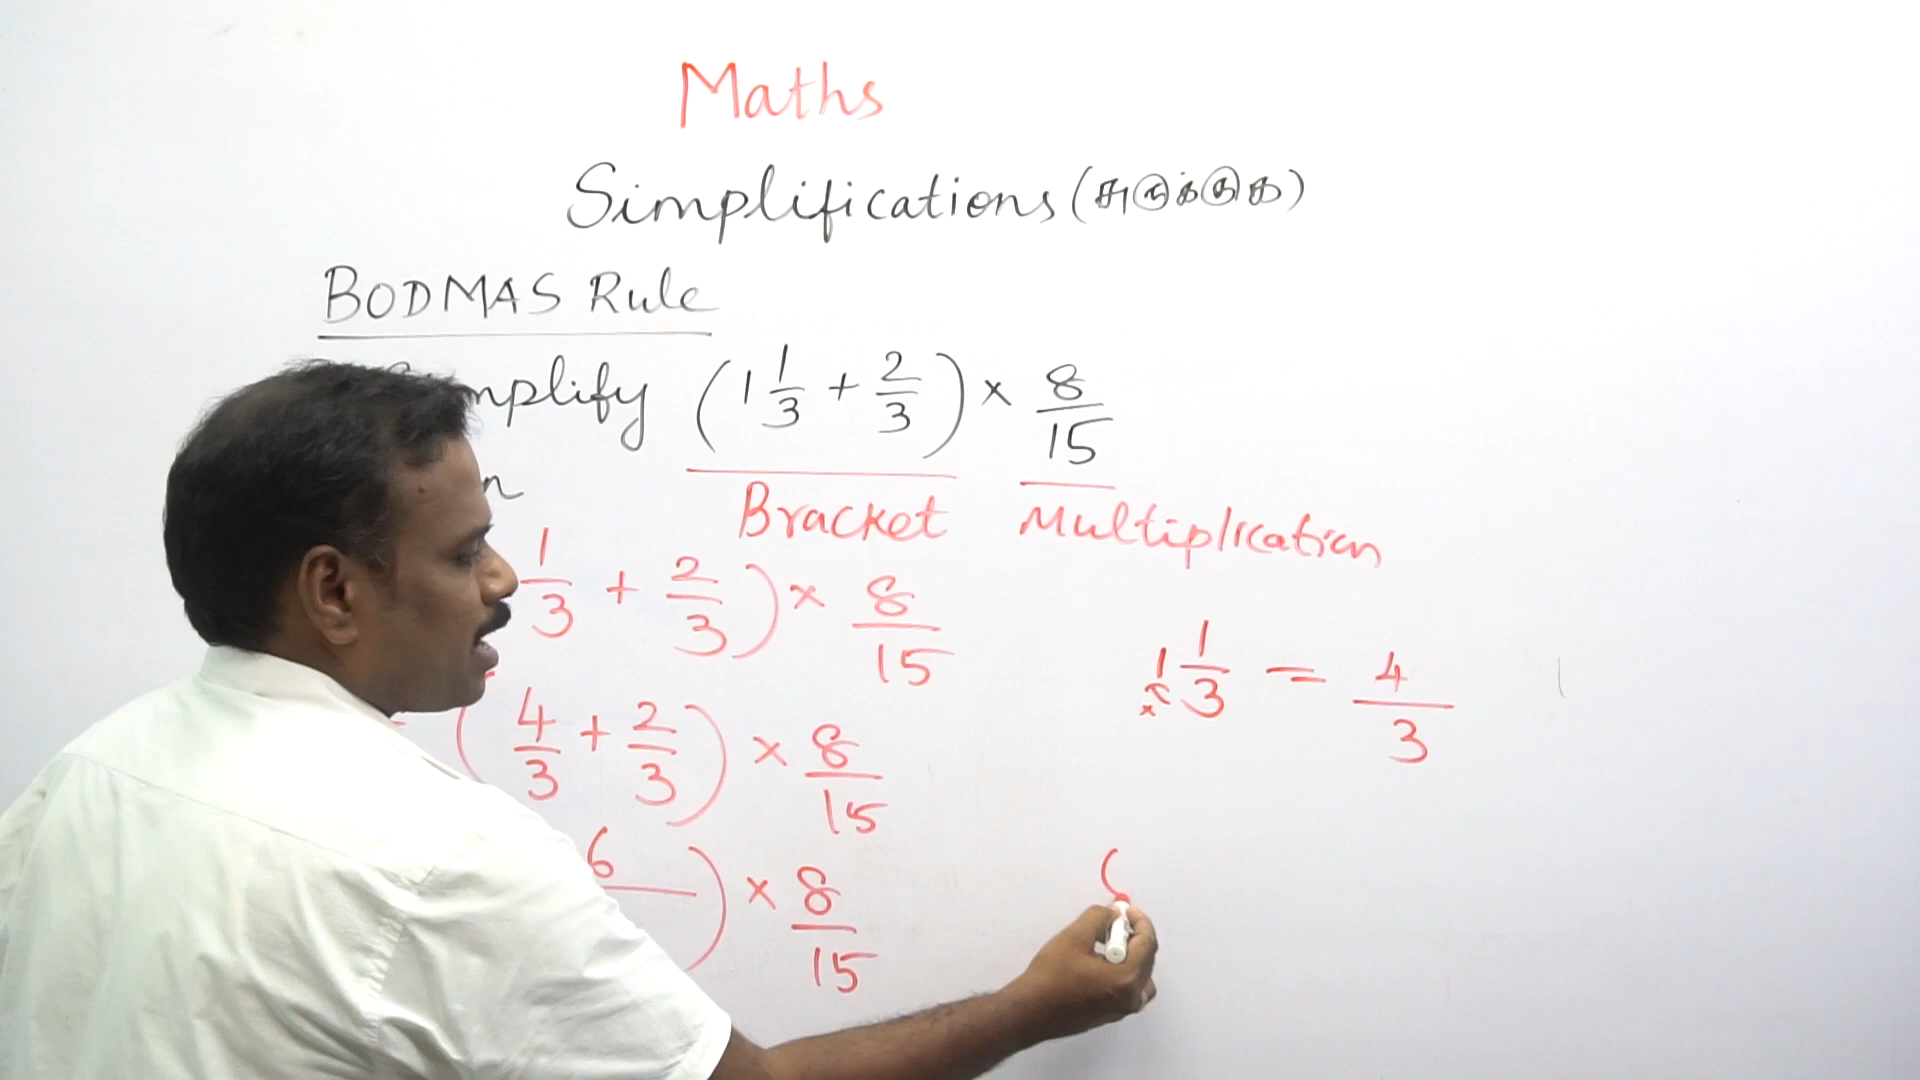 Maths
Simplifications (சுருக்குக)
BODMAS Rule
Simplify (1 1/3 + 2/3) × 8/15
Bracket Multiplication
1/3 + 2/3) × 8/15
1 1/3 = 4/3
(4/3 + 2/3) × 8/15
6 ) × 8/15